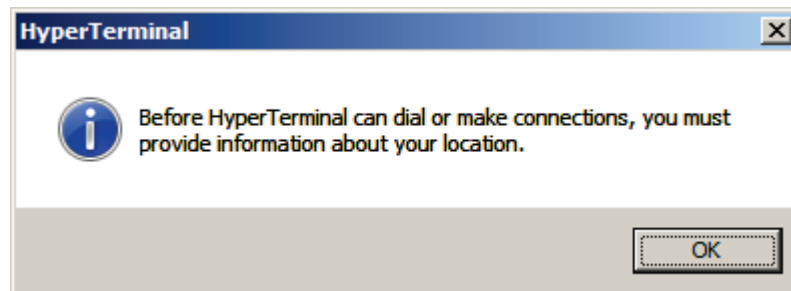 HyperTerminal
Before HyperTerminal can dial or make connections, you must
provide information about your location.
OK